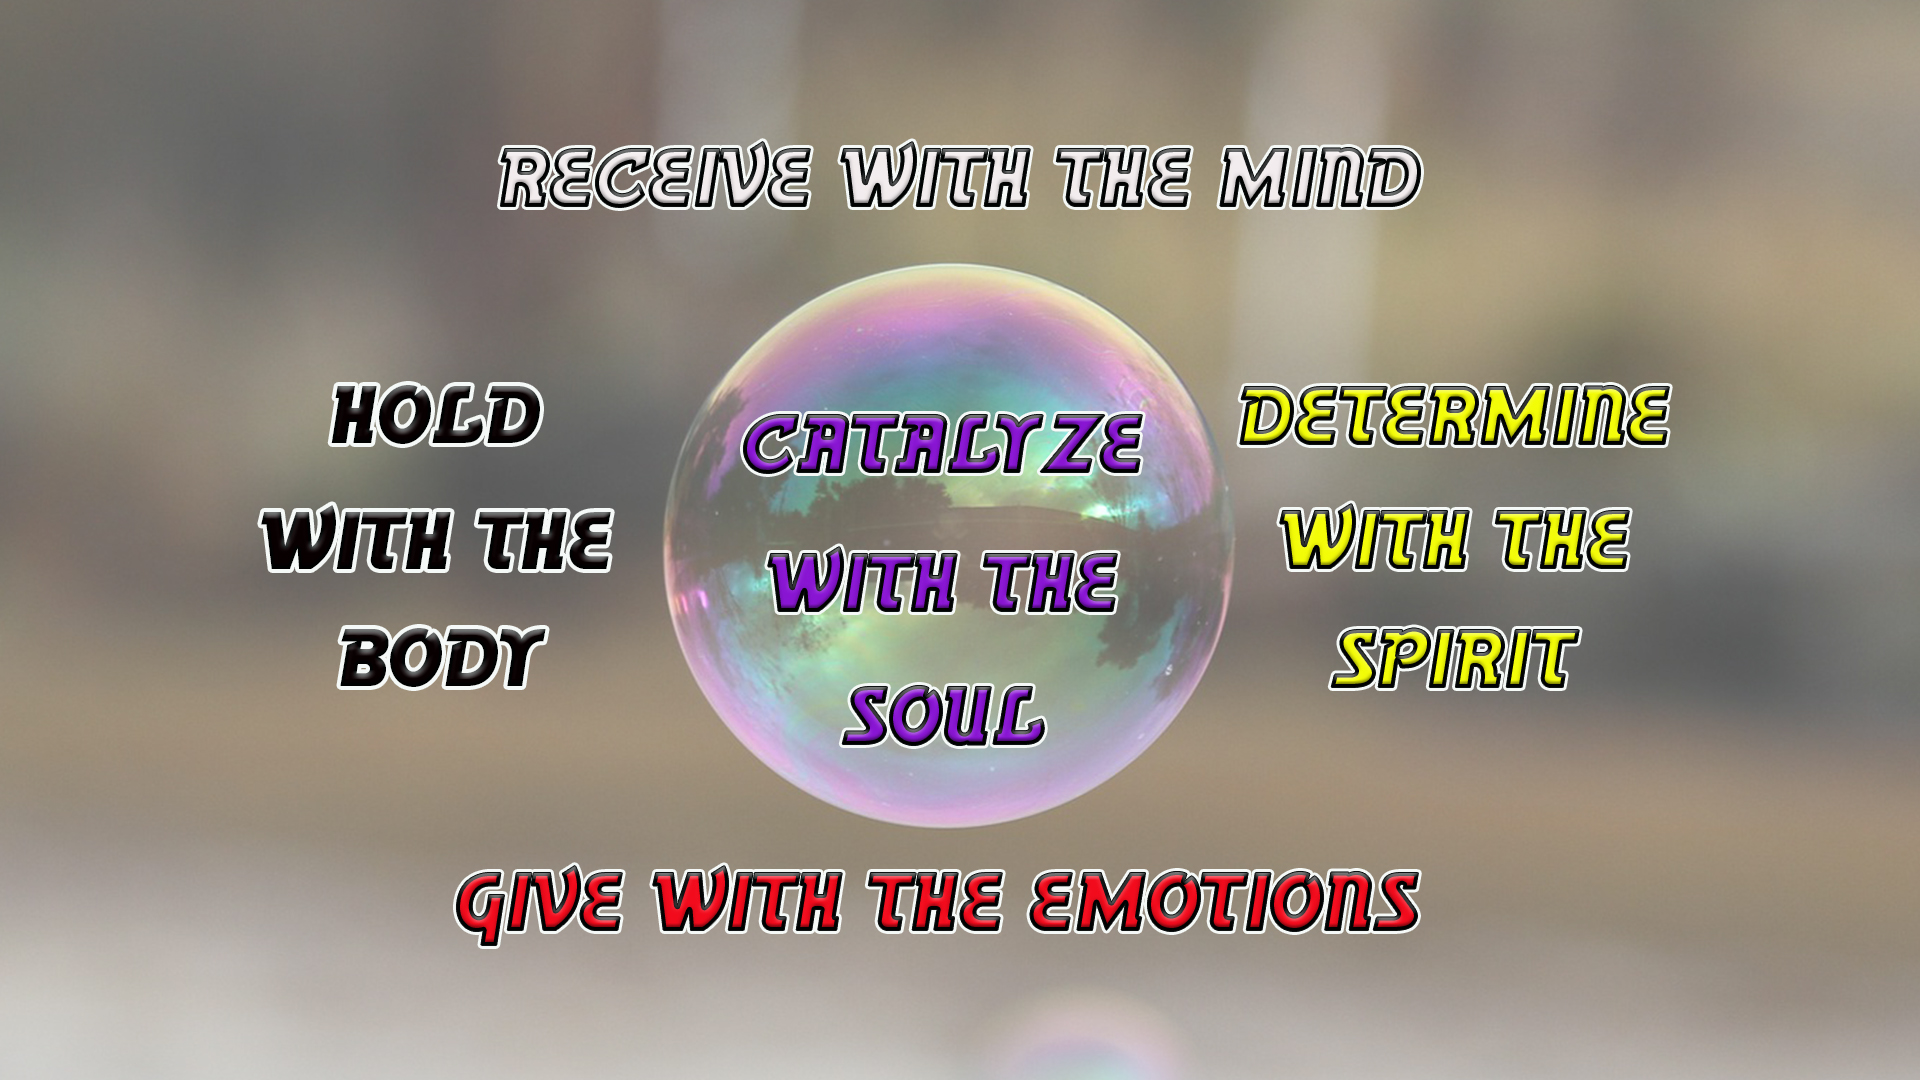 RECEIVE WITH THE MIND
HOLD
WITH THE
BODY
CATALYZE
WITH THE
SOUL
DETERMINE
WITH THE
SPIRIT
GIVE WITH THE EMOTIONS